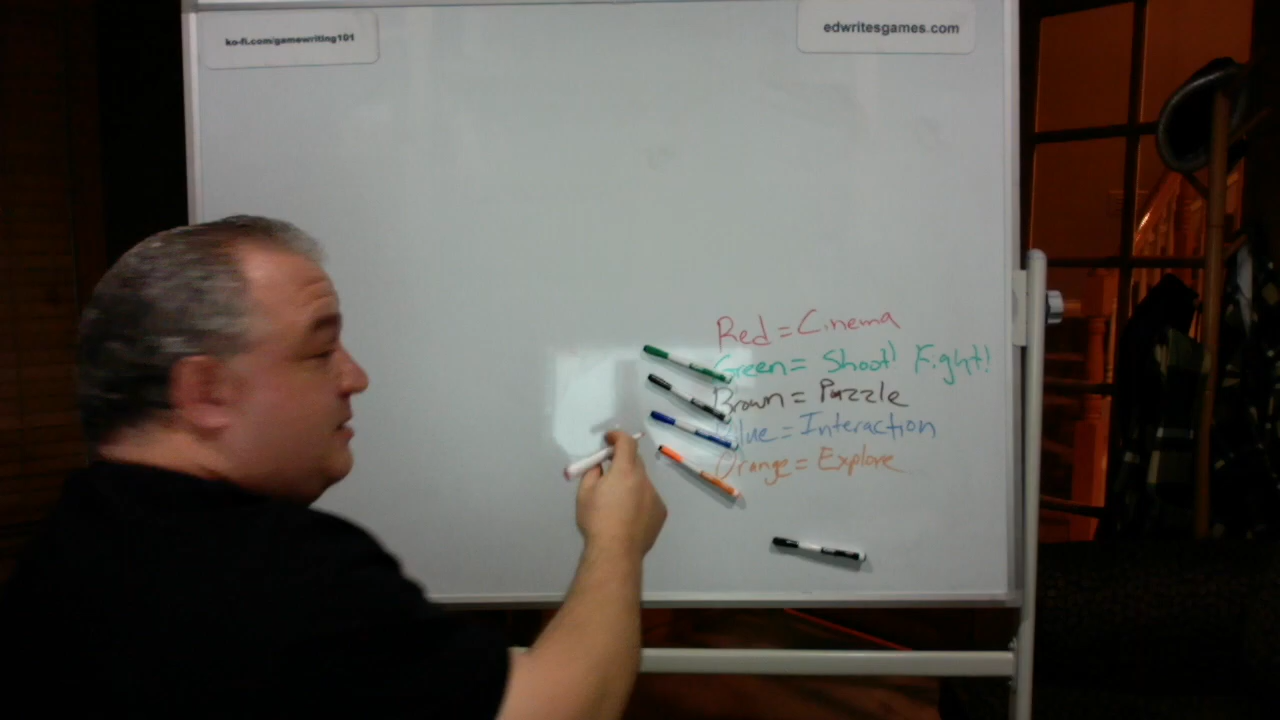 ko-fi.com/gamewriting101
edwritesgames.com
Red = Cinema
Green = Shoot! Fight!
Brown = Puzzle
Blue = Interaction
Orange = Explore